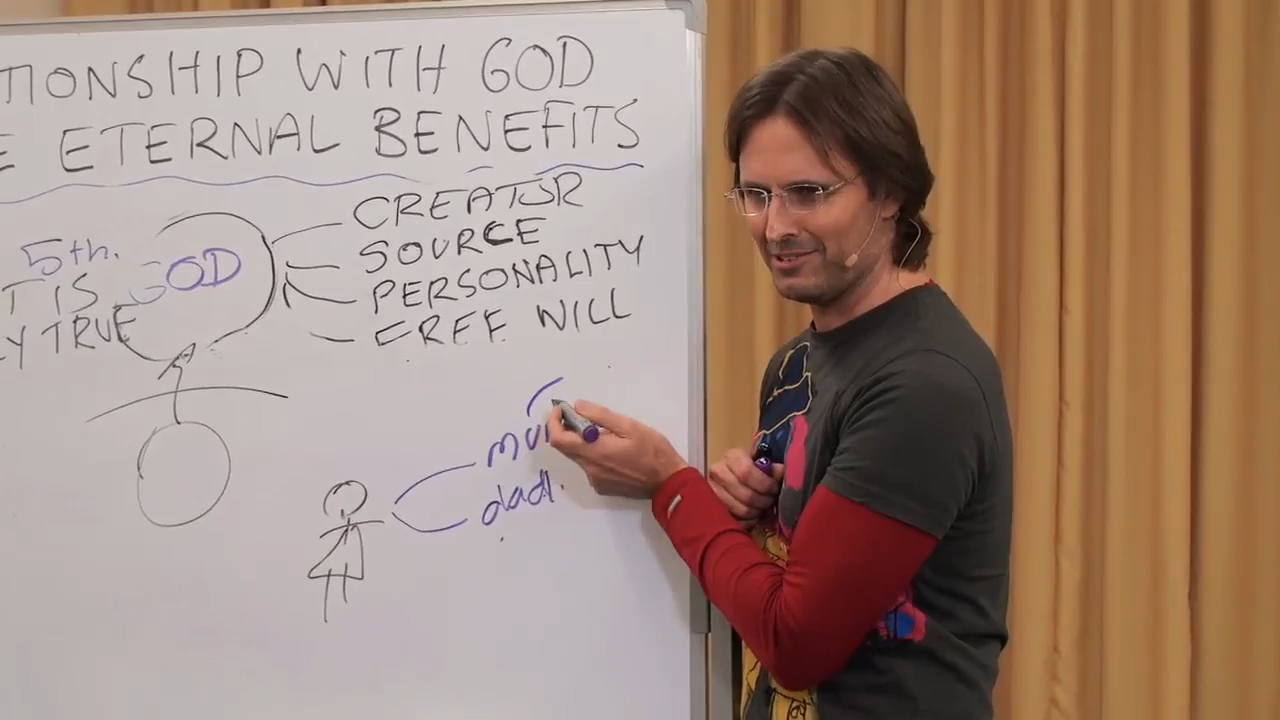 TIONSHIP WITH GOD
E ETERNAL BENEFITS
CREATOR
SOURCE
PERSONALITY
FREE WILL
5th.
T IS
Y TRUE
GOD
dad.